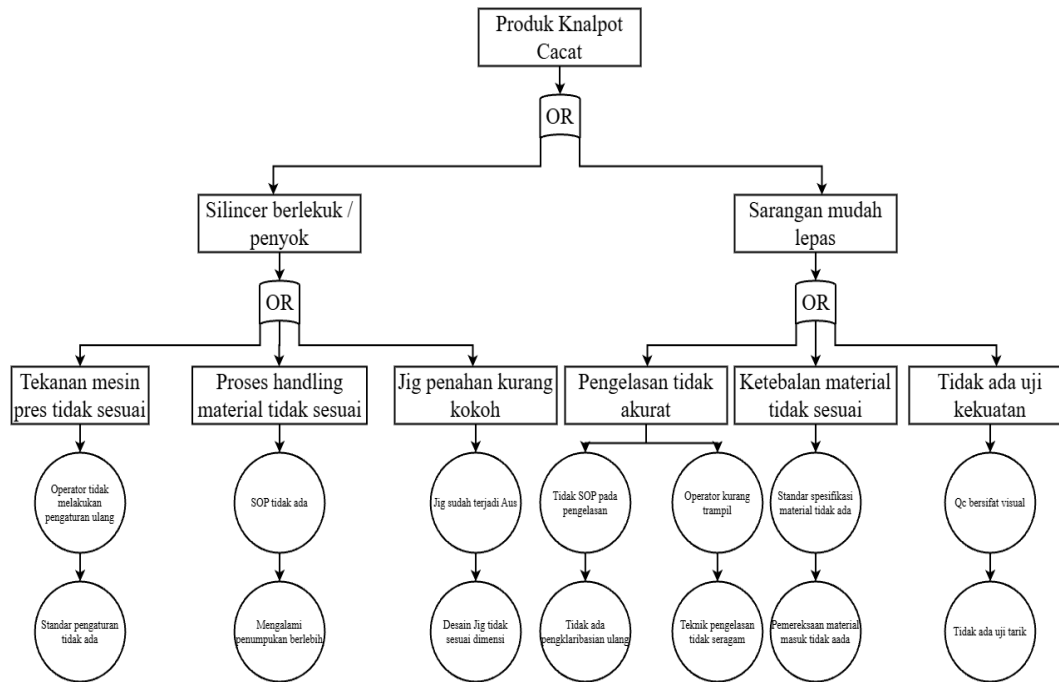 Produk Knalpot
Cacat
OR
Silincer berlekuk /
penyok
Sarangan mudah
lepas
OR
OR
Tekanan mesin
pres tidak sesuai
Proses handling
material tidak sesuai
Jig penahan kurang
kokoh
Pengelasan tidak
akurat
Ketebalan material
tidak sesuai
Tidak ada uji
kekuatan
Operator tidak
melakukan
pengaturan ulang
SOP tidak ada
Jig sudah terjadi Aus
Tidak SOP pada
pengelasan
Operator kurang
trampil
Standar spesifikasi
material tidak ada
Qc bersifat visual
Standar pengaturan
tidak ada
Mengalami
penumpukan berlebih
Desain Jig tidak
sesuai dimensi
Tidak ada
pengklaribasian ulang
Teknik pengelasan
tidak seragam
Pemereksaan material
masuk tidak aada
Tidak ada uji tarik